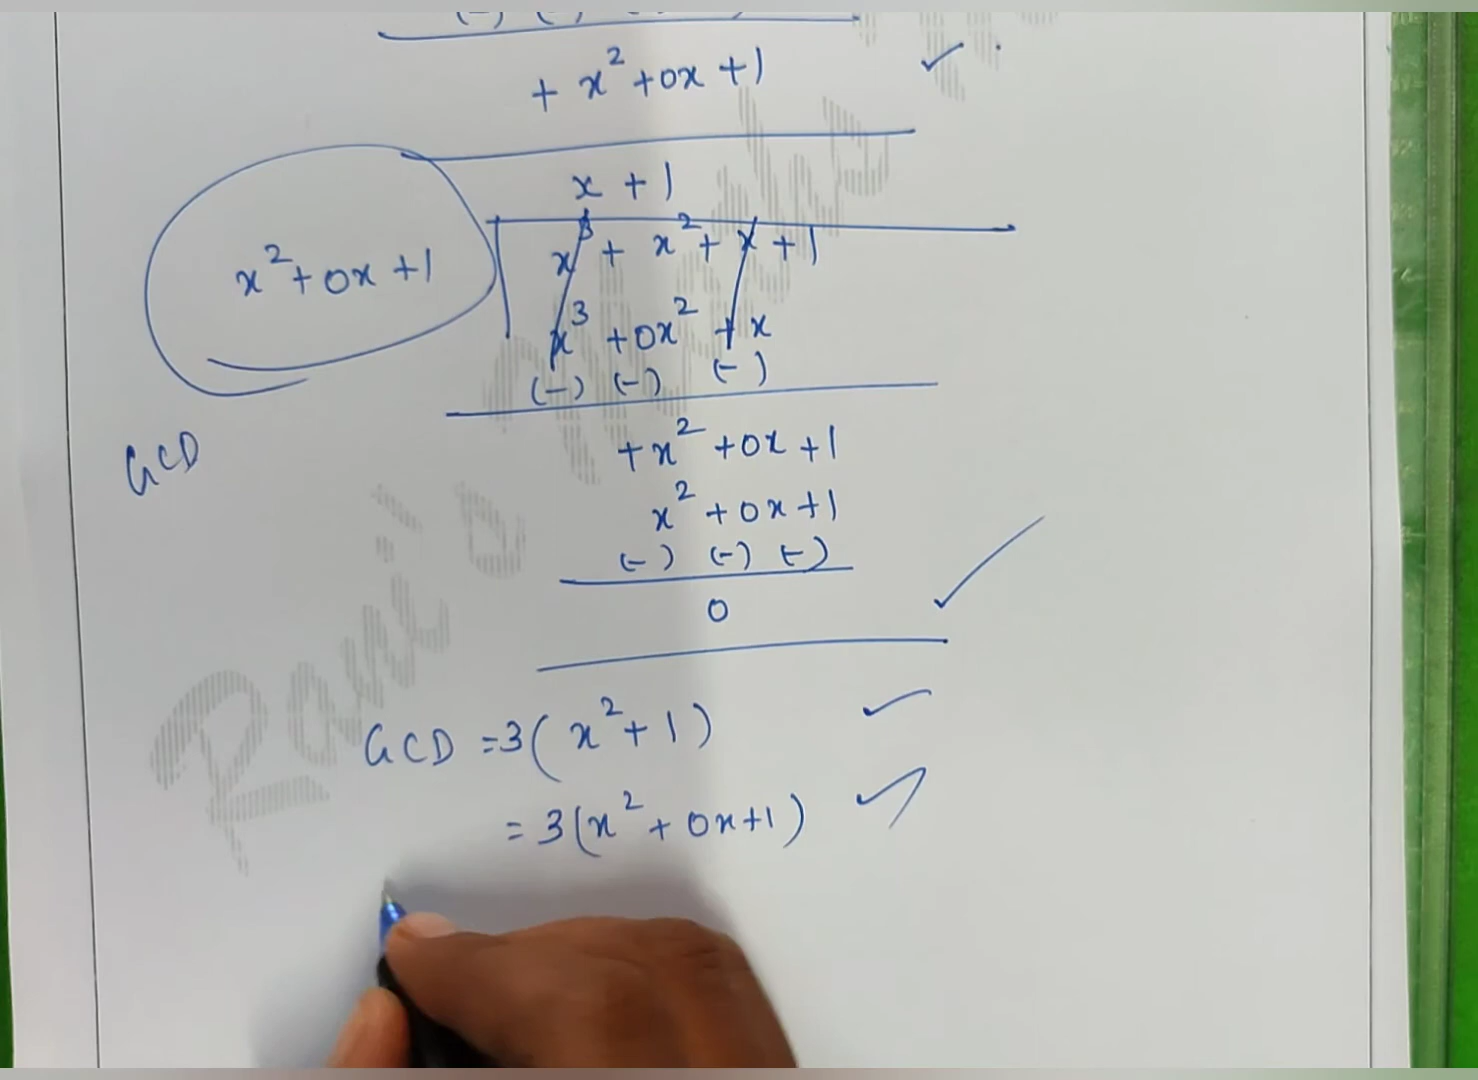 + x² + 0x + 1
x + 1
x² + 0x + 1
x³ + x² + x + 1
x³ + 0x² + x
(-) (-) (-)
GCD
+ x² + 0x + 1
x² + 0x + 1
(-) (-) (-)
0
GCD = 3(x² + 1)
= 3(x² + 0x + 1)